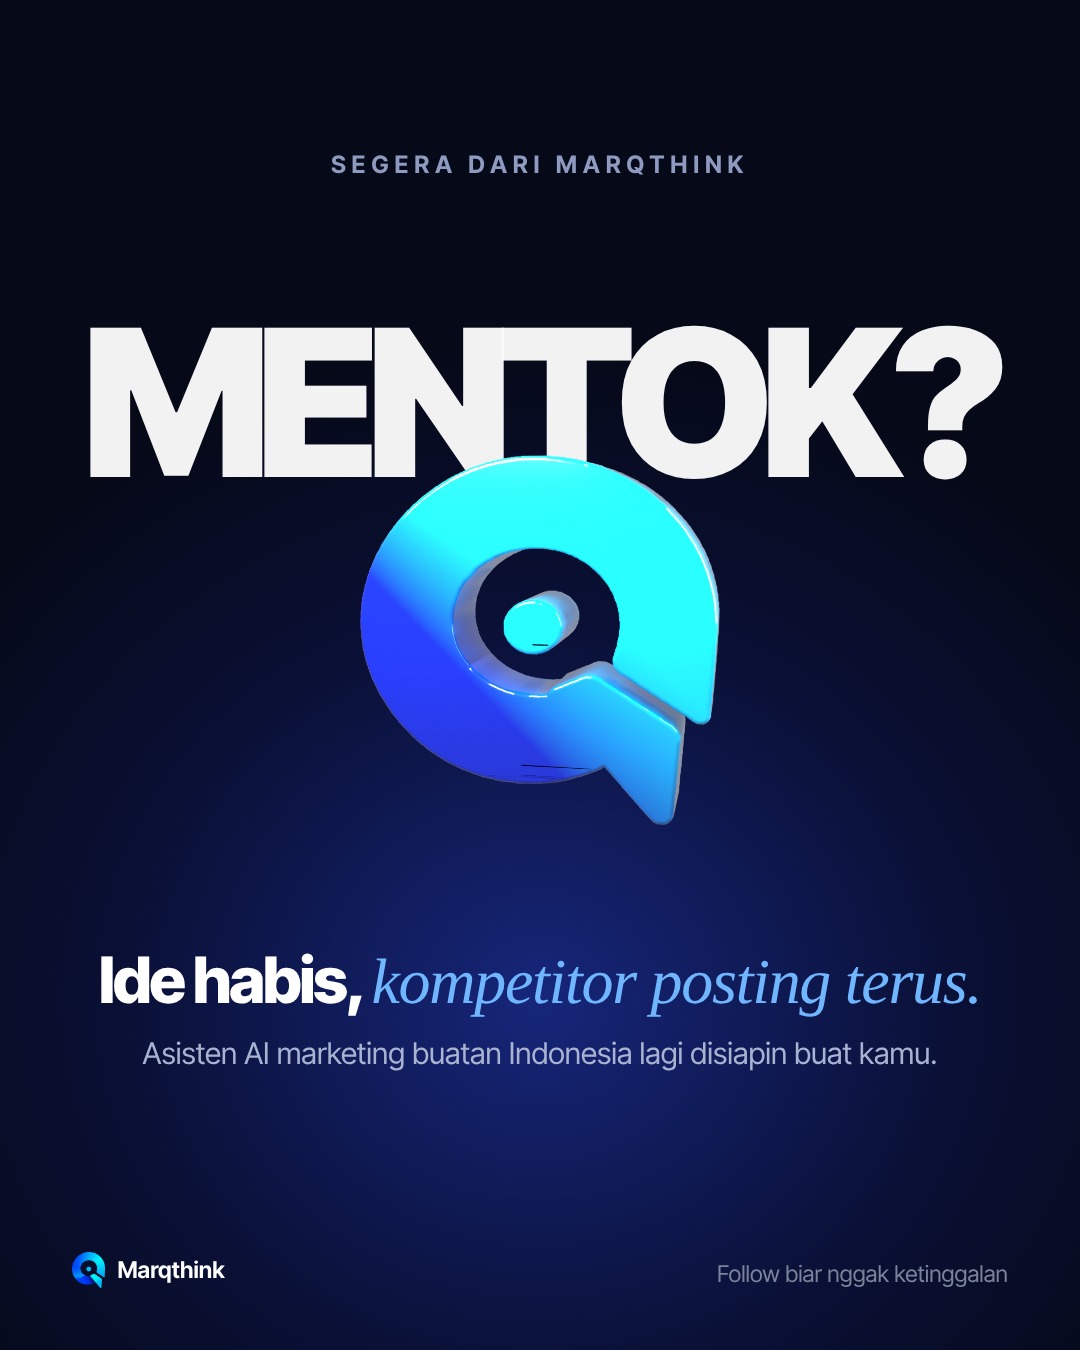 SEGERA DARI MARQTHINK
MENTOK?
Ide habis, kompetitor posting terus.
Asisten AI marketing buatan Indonesia lagi disiapin buat kamu.
Marqthink
Follow biar nggak ketinggalan